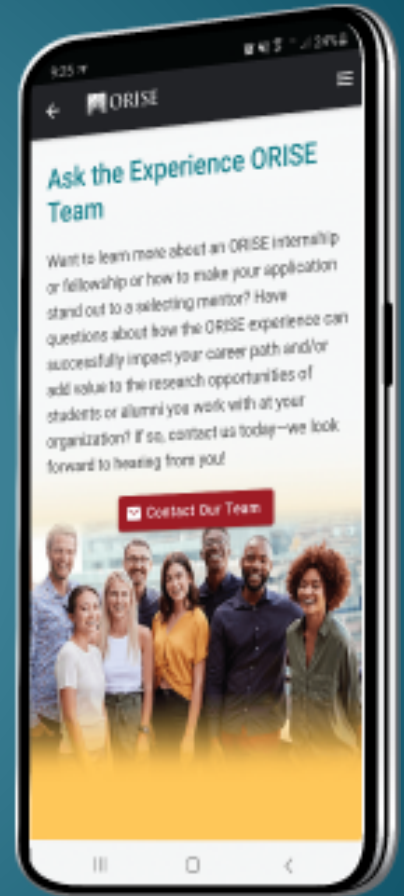 9:25
ORISE
Ask the Experience ORISE
Team
Want to learn more about an ORISE internship
or fellowship or how to make your application
stand out to a selecting mentor? Have
questions about how the ORISE experience can
successfully impact your career path and/or
add value to the research opportunities of
students or alumni you work with at your
organization? If so, contact us today—we look
forward to hearing from you!
Contact Our Team